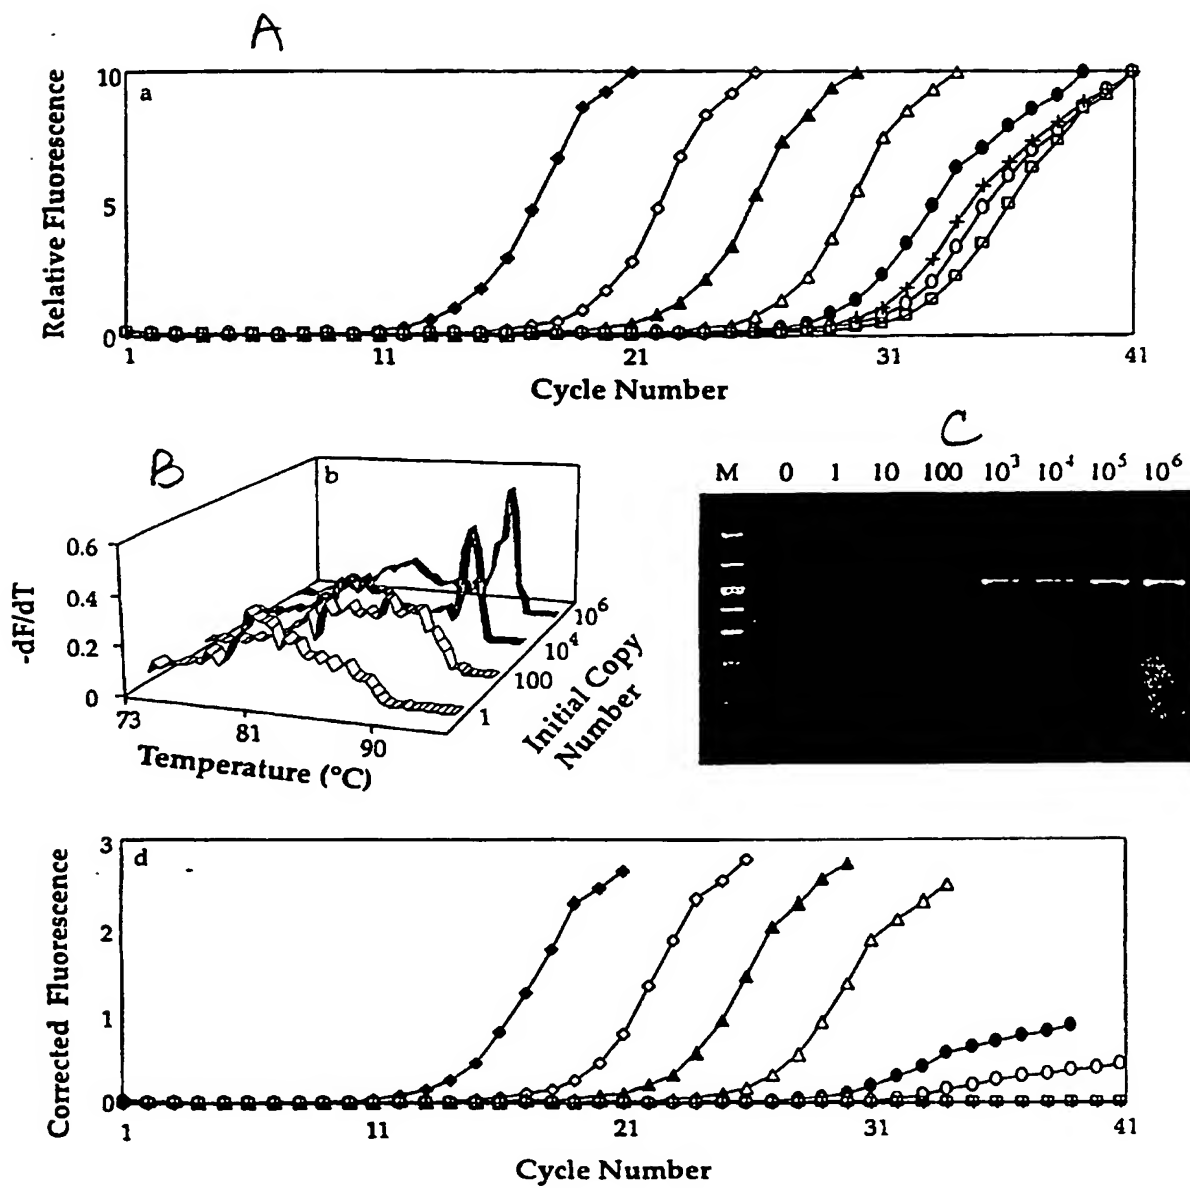 A
10
a
5
0
Relative Fluorescence
1 11 21 31 41
Cycle Number
B
b
0.6
0.4
0.2
0
-dF/dT
73 81 90
Temperature (°C)
1 100 10⁴ 10⁶
Initial Copy
Number
C
M 0 1 10 100 10³ 10⁴ 10⁵ 10⁶
3
d
2
1
0
Corrected Fluorescence
1 11 21 31 41
Cycle Number